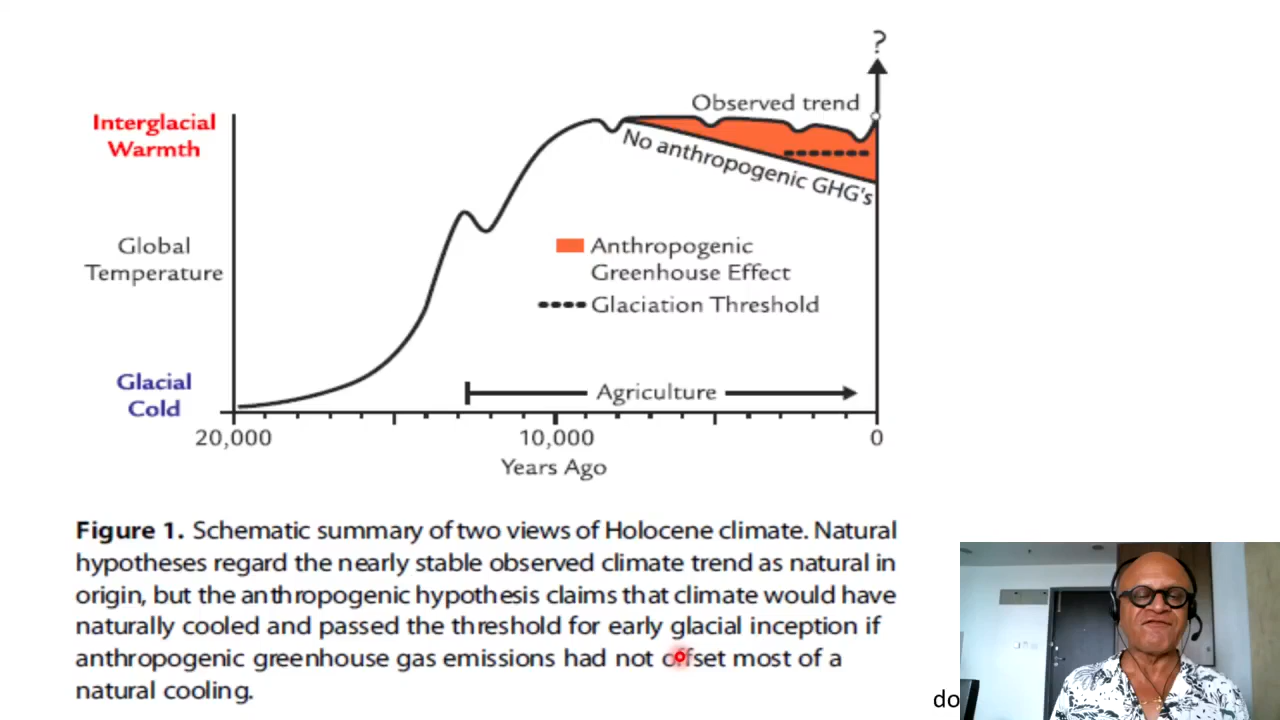 ?
Observed trend
Interglacial
Warmth
No anthropogenic GHG's
Global
Temperature
Anthropogenic
Greenhouse Effect
Glaciation Threshold
Glacial
Cold
Agriculture
20,000
10,000
0
Years Ago
Figure 1. Schematic summary of two views of Holocene climate. Natural
hypotheses regard the nearly stable observed climate trend as natural in
origin, but the anthropogenic hypothesis claims that climate would have
naturally cooled and passed the threshold for early glacial inception if
anthropogenic greenhouse gas emissions had not offset most of a
natural cooling.
do